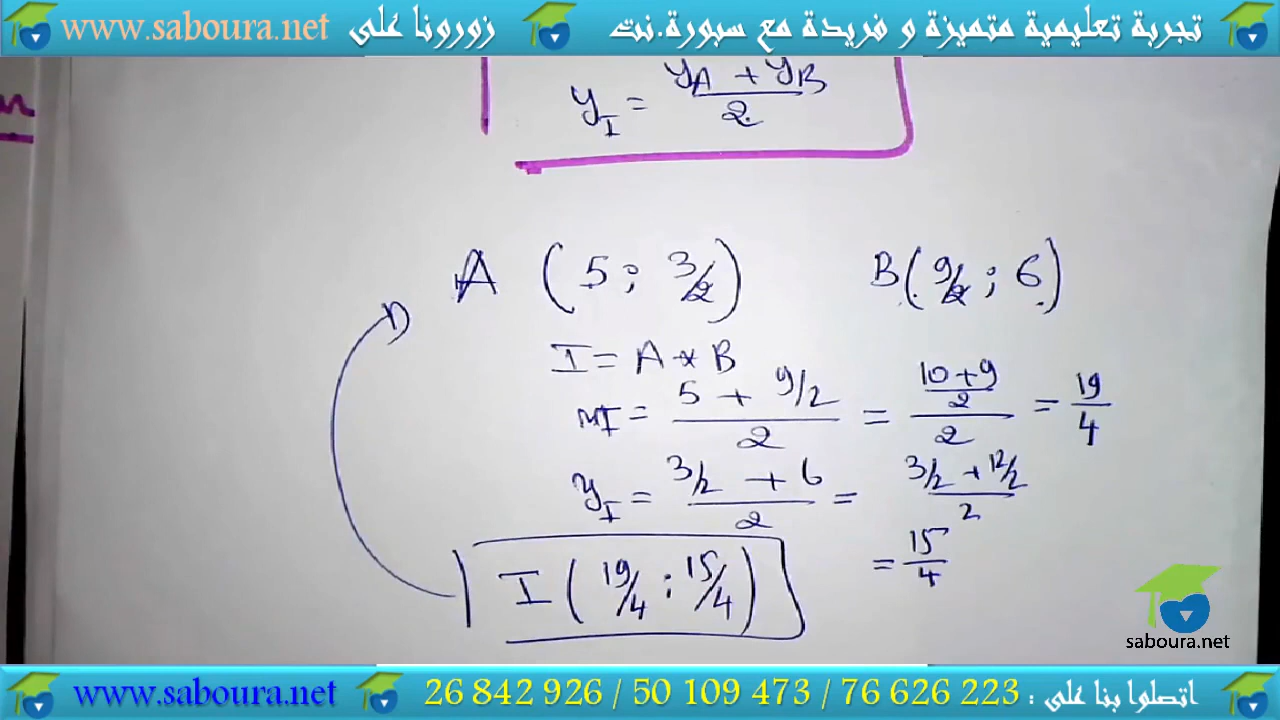 www.saboura.net زورونا على تجربة تعليمية متميزة و فريدة مع سبورة.نت
y_I = (y_A + y_B)/2
A (5 ; 3/2) B(9/2 ; 6)
I = A * B
x_I = (5 + 9/2)/2 = ((10+9)/2)/2 = 19/4
y_I = (3/2 + 6)/2 = (3/2 + 12/2)/2
= 15/4
I (19/4 ; 15/4)
saboura.net
www.saboura.net 26 842 926 / 50 109 473 / 76 626 223 : اتصلوا بنا على